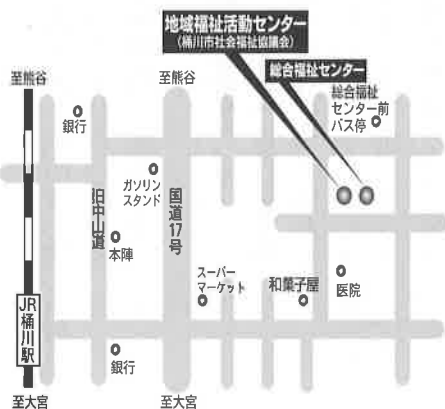 地域福祉活動センター
(桶川市社会福祉協議会)
総合福祉センター
至熊谷
至熊谷
総合福祉
センター前
バス停
銀行
ガソリン
スタンド
旧中山道
国道17号
本陣
スーパー
マーケット
和菓子屋
医院
JR桶川駅
銀行
至大宮
至大宮